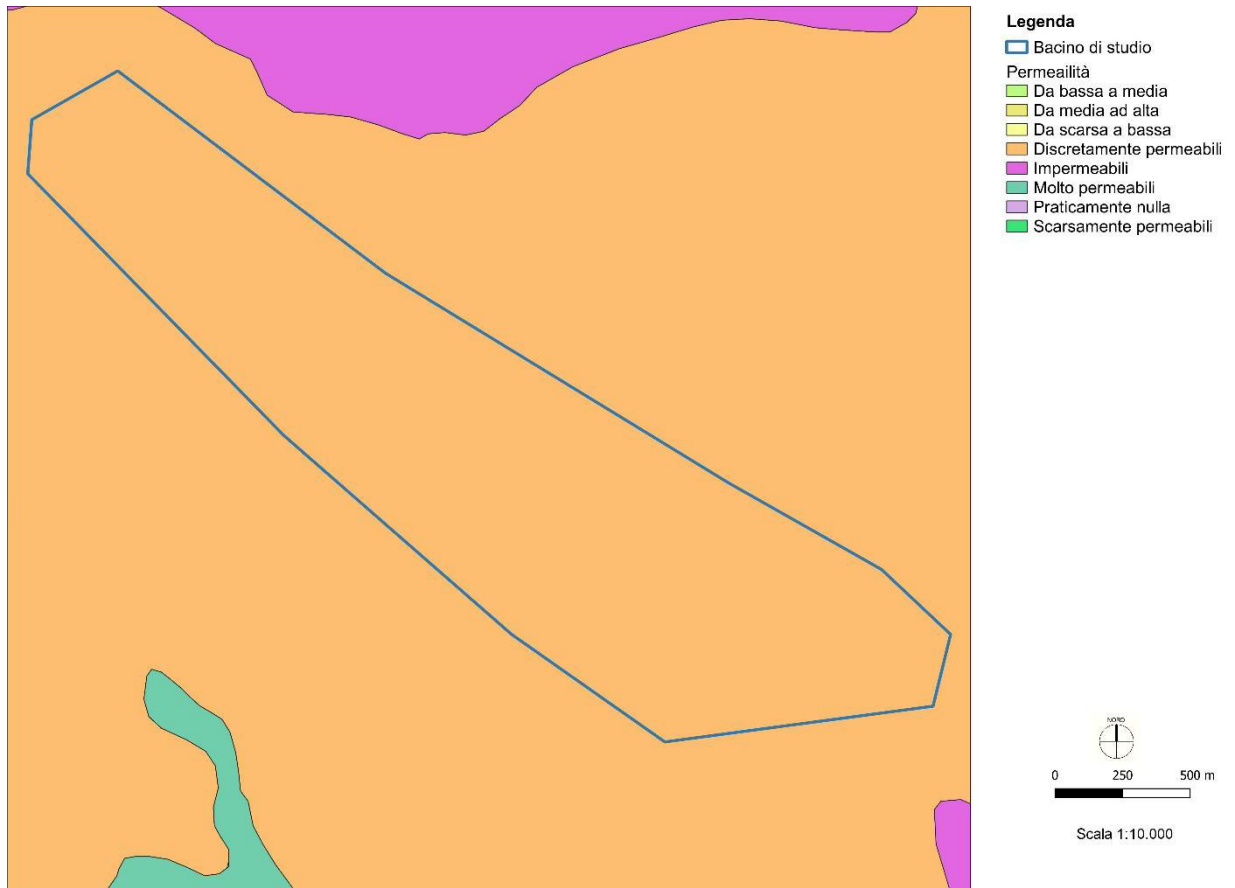 Legenda
Bacino di studio
Permeailità
Da bassa a media
Da media ad alta
Da scarsa a bassa
Discretamente permeabili
Impermeabili
Molto permeabili
Praticamente nulla
Scarsamente permeabili
NORD
0 250 500 m
Scala 1:10.000